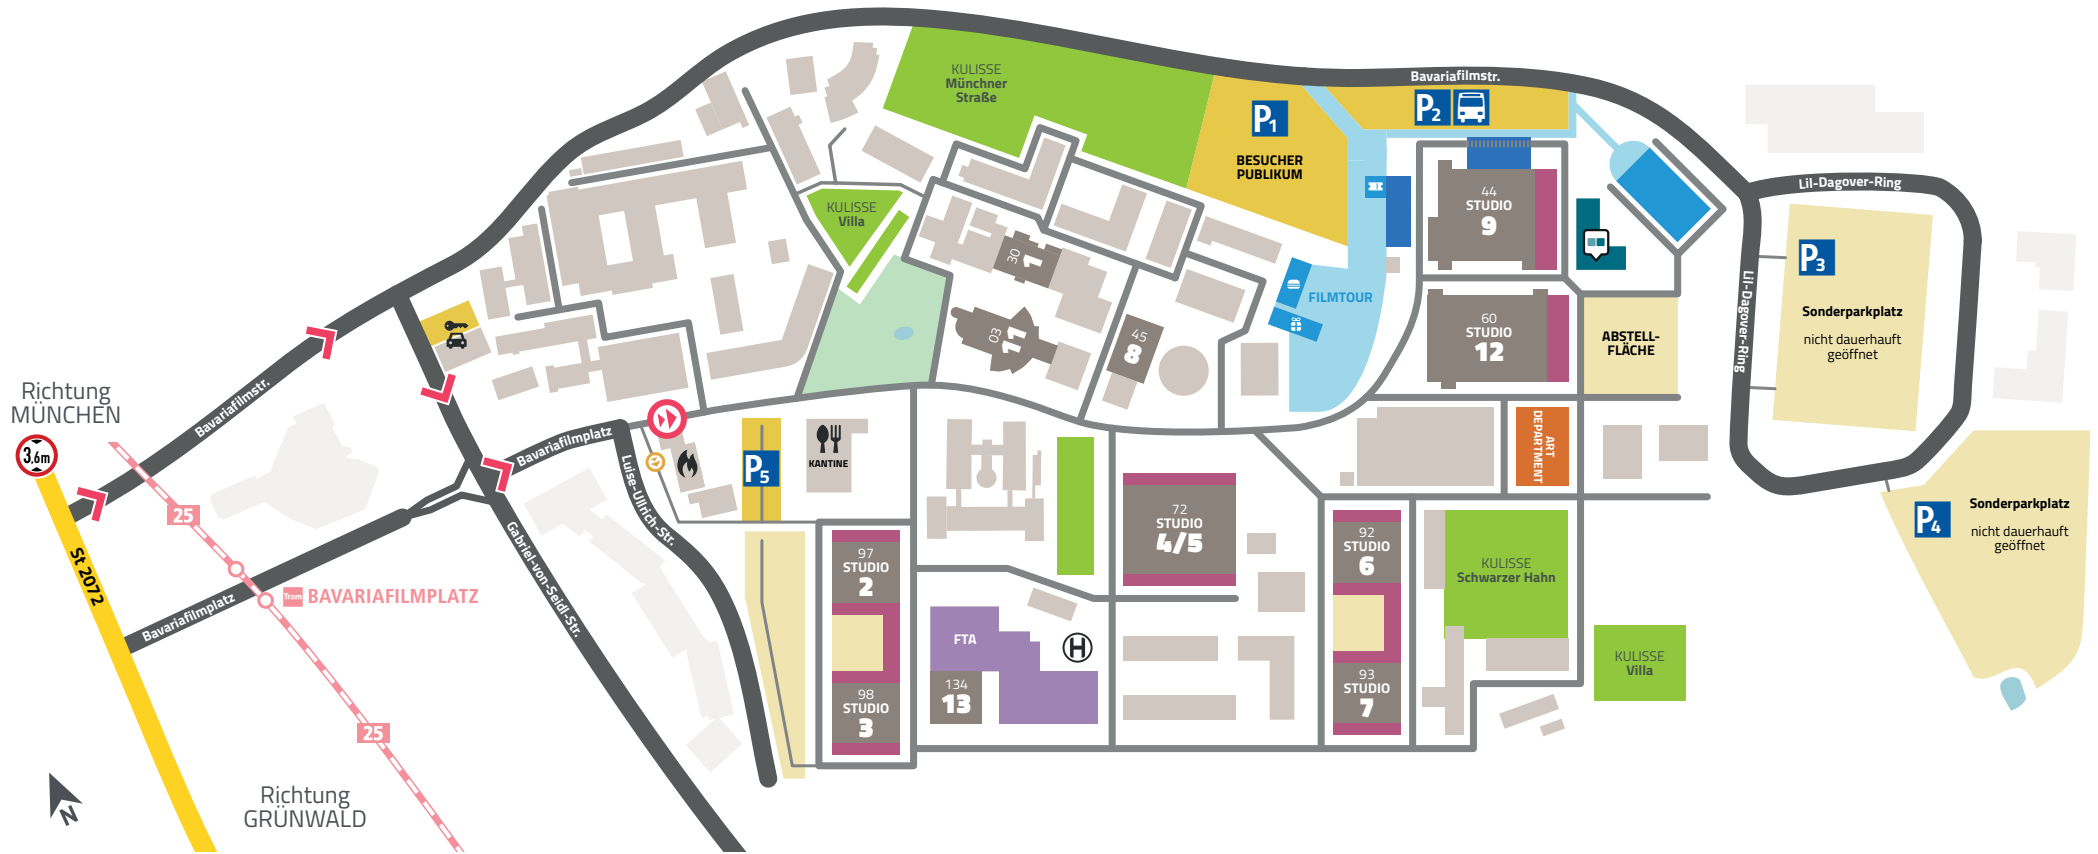 Richtung
MÜNCHEN
3,6m
St 2072
25
Bavariafilmstr.
Tram
BAVARIAFILMPLATZ
Bavariafilmplatz
25
Richtung
GRÜNWALD
N
Gabriel-von-Seidl-Str.
Bavariafilmplatz
Luise-Ullrich-Str.
KULISSE
Münchner
Straße
KULISSE
Villa
P1
BESUCHER
PUBLIKUM
Bavariafilmstr.
P2
FILMTOUR
30
1
03
11
45
8
44
STUDIO
9
60
STUDIO
12
ABSTELL-
FLÄCHE
Lil-Dagover-Ring
Lil-Dagover-Ring
P3
Sonderparkplatz
nicht dauerhaft
geöffnet
P4
Sonderparkplatz
nicht dauerhaft
geöffnet
P5
KANTINE
ART
DEPARTMENT
97
STUDIO
2
98
STUDIO
3
FTA
134
13
H
72
STUDIO
4/5
92
STUDIO
6
93
STUDIO
7
KULISSE
Schwarzer Hahn
KULISSE
Villa